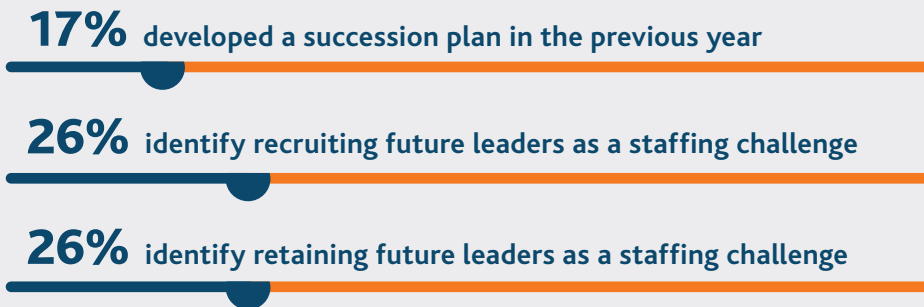 17% developed a succession plan in the previous year
26% identify recruiting future leaders as a staffing challenge
26% identify retaining future leaders as a staffing challenge